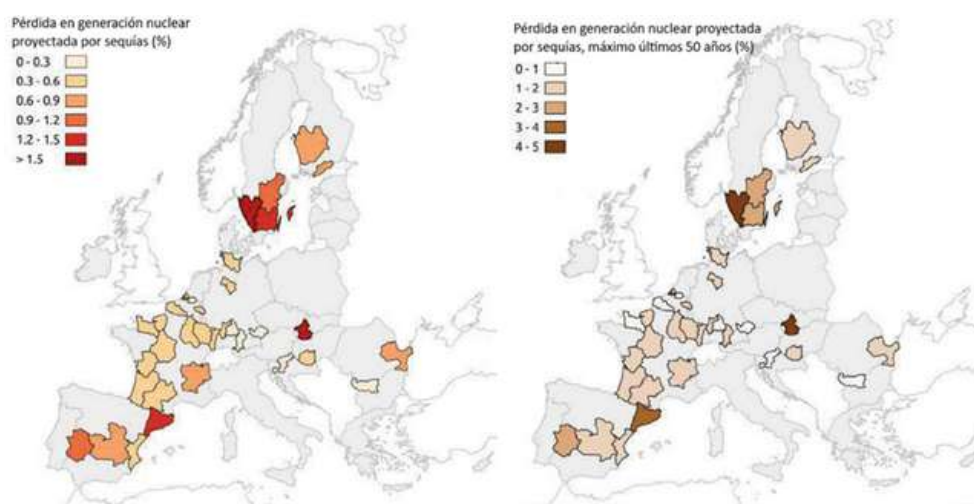 Pérdida en generación nuclear
proyectada por sequías (%)
0 - 0.3
0.3 - 0.6
0.6 - 0.9
0.9 - 1.2
1.2 - 1.5
> 1.5
Pérdida en generación nuclear proyectada
por sequías, máximo últimos 50 años (%)
0 - 1
1 - 2
2 - 3
3 - 4
4 - 5